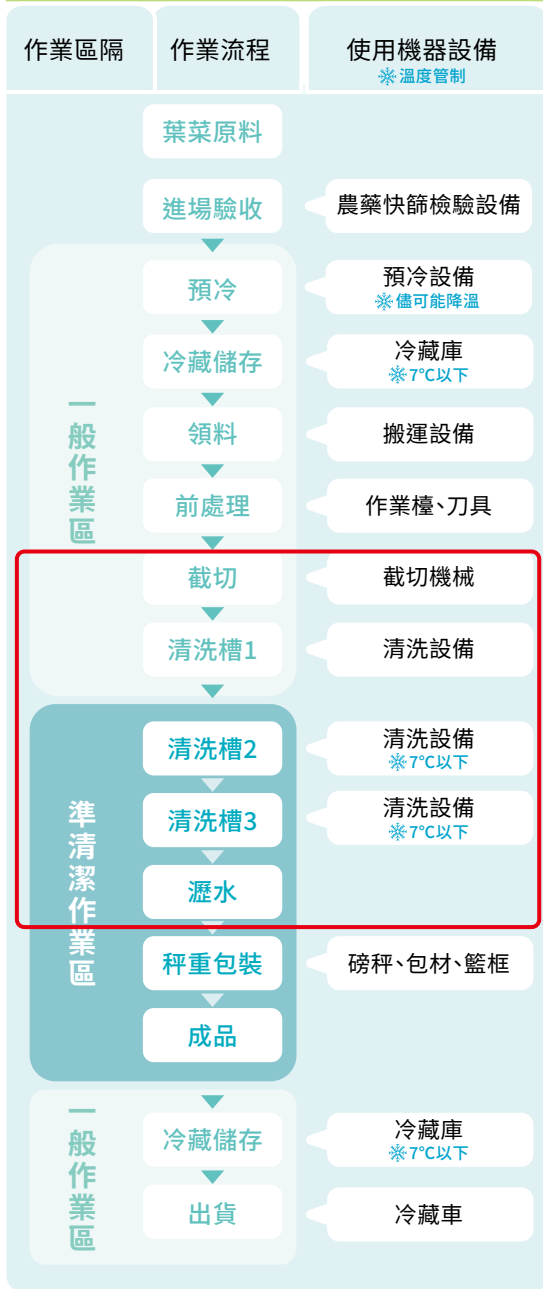 作業區隔
作業流程
使用機器設備
※溫度管制
葉菜原料
進場驗收
農藥快篩檢驗設備
一般作業區
預冷
預冷設備
※儘可能降溫
冷藏儲存
冷藏庫
※7℃以下
領料
搬運設備
前處理
作業檯、刀具
截切
截切機械
清洗槽1
清洗設備
準清潔作業區
清洗槽2
清洗設備
※7℃以下
清洗槽3
清洗設備
※7℃以下
瀝水
秤重包裝
磅秤、包材、籃框
成品
一般作業區
冷藏儲存
冷藏庫
※7℃以下
出貨
冷藏車